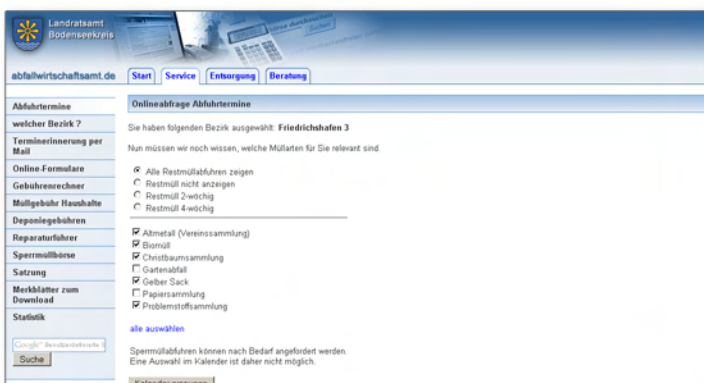 Landratsamt
Bodenseekreis
abfallwirtschaftsamt.de
Start
Service
Entsorgung
Beratung
Abfuhrtermine
welcher Bezirk ?
Terminerinnerung per
Mail
Online-Formulare
Gebührenrechner
Müllgebühr Haushalte
Deponiegebühren
Reparaturführer
Sperrmüllbörse
Satzung
Merkblätter zum
Download
Statistik
Suche
Onlineabfrage Abfuhrtermine
Sie haben folgenden Bezirk ausgewählt: Friedrichshafen 3
Nun müssen wir noch wissen, welche Müllarten für Sie relevant sind.
Alle Restmüllabfuhren zeigen
Restmüll nicht anzeigen
Restmüll 2-wöchig
Restmüll 4-wöchig
Altmetall (Vereinssammlung)
Biomüll
Christbaumsammlung
Gartenabfall
Gelber Sack
Papiersammlung
Problemstoffsammlung
alle auswählen
Sperrmüllabfuhren können nach Bedarf angefordert werden.
Eine Auswahl im Kalender ist daher nicht möglich.